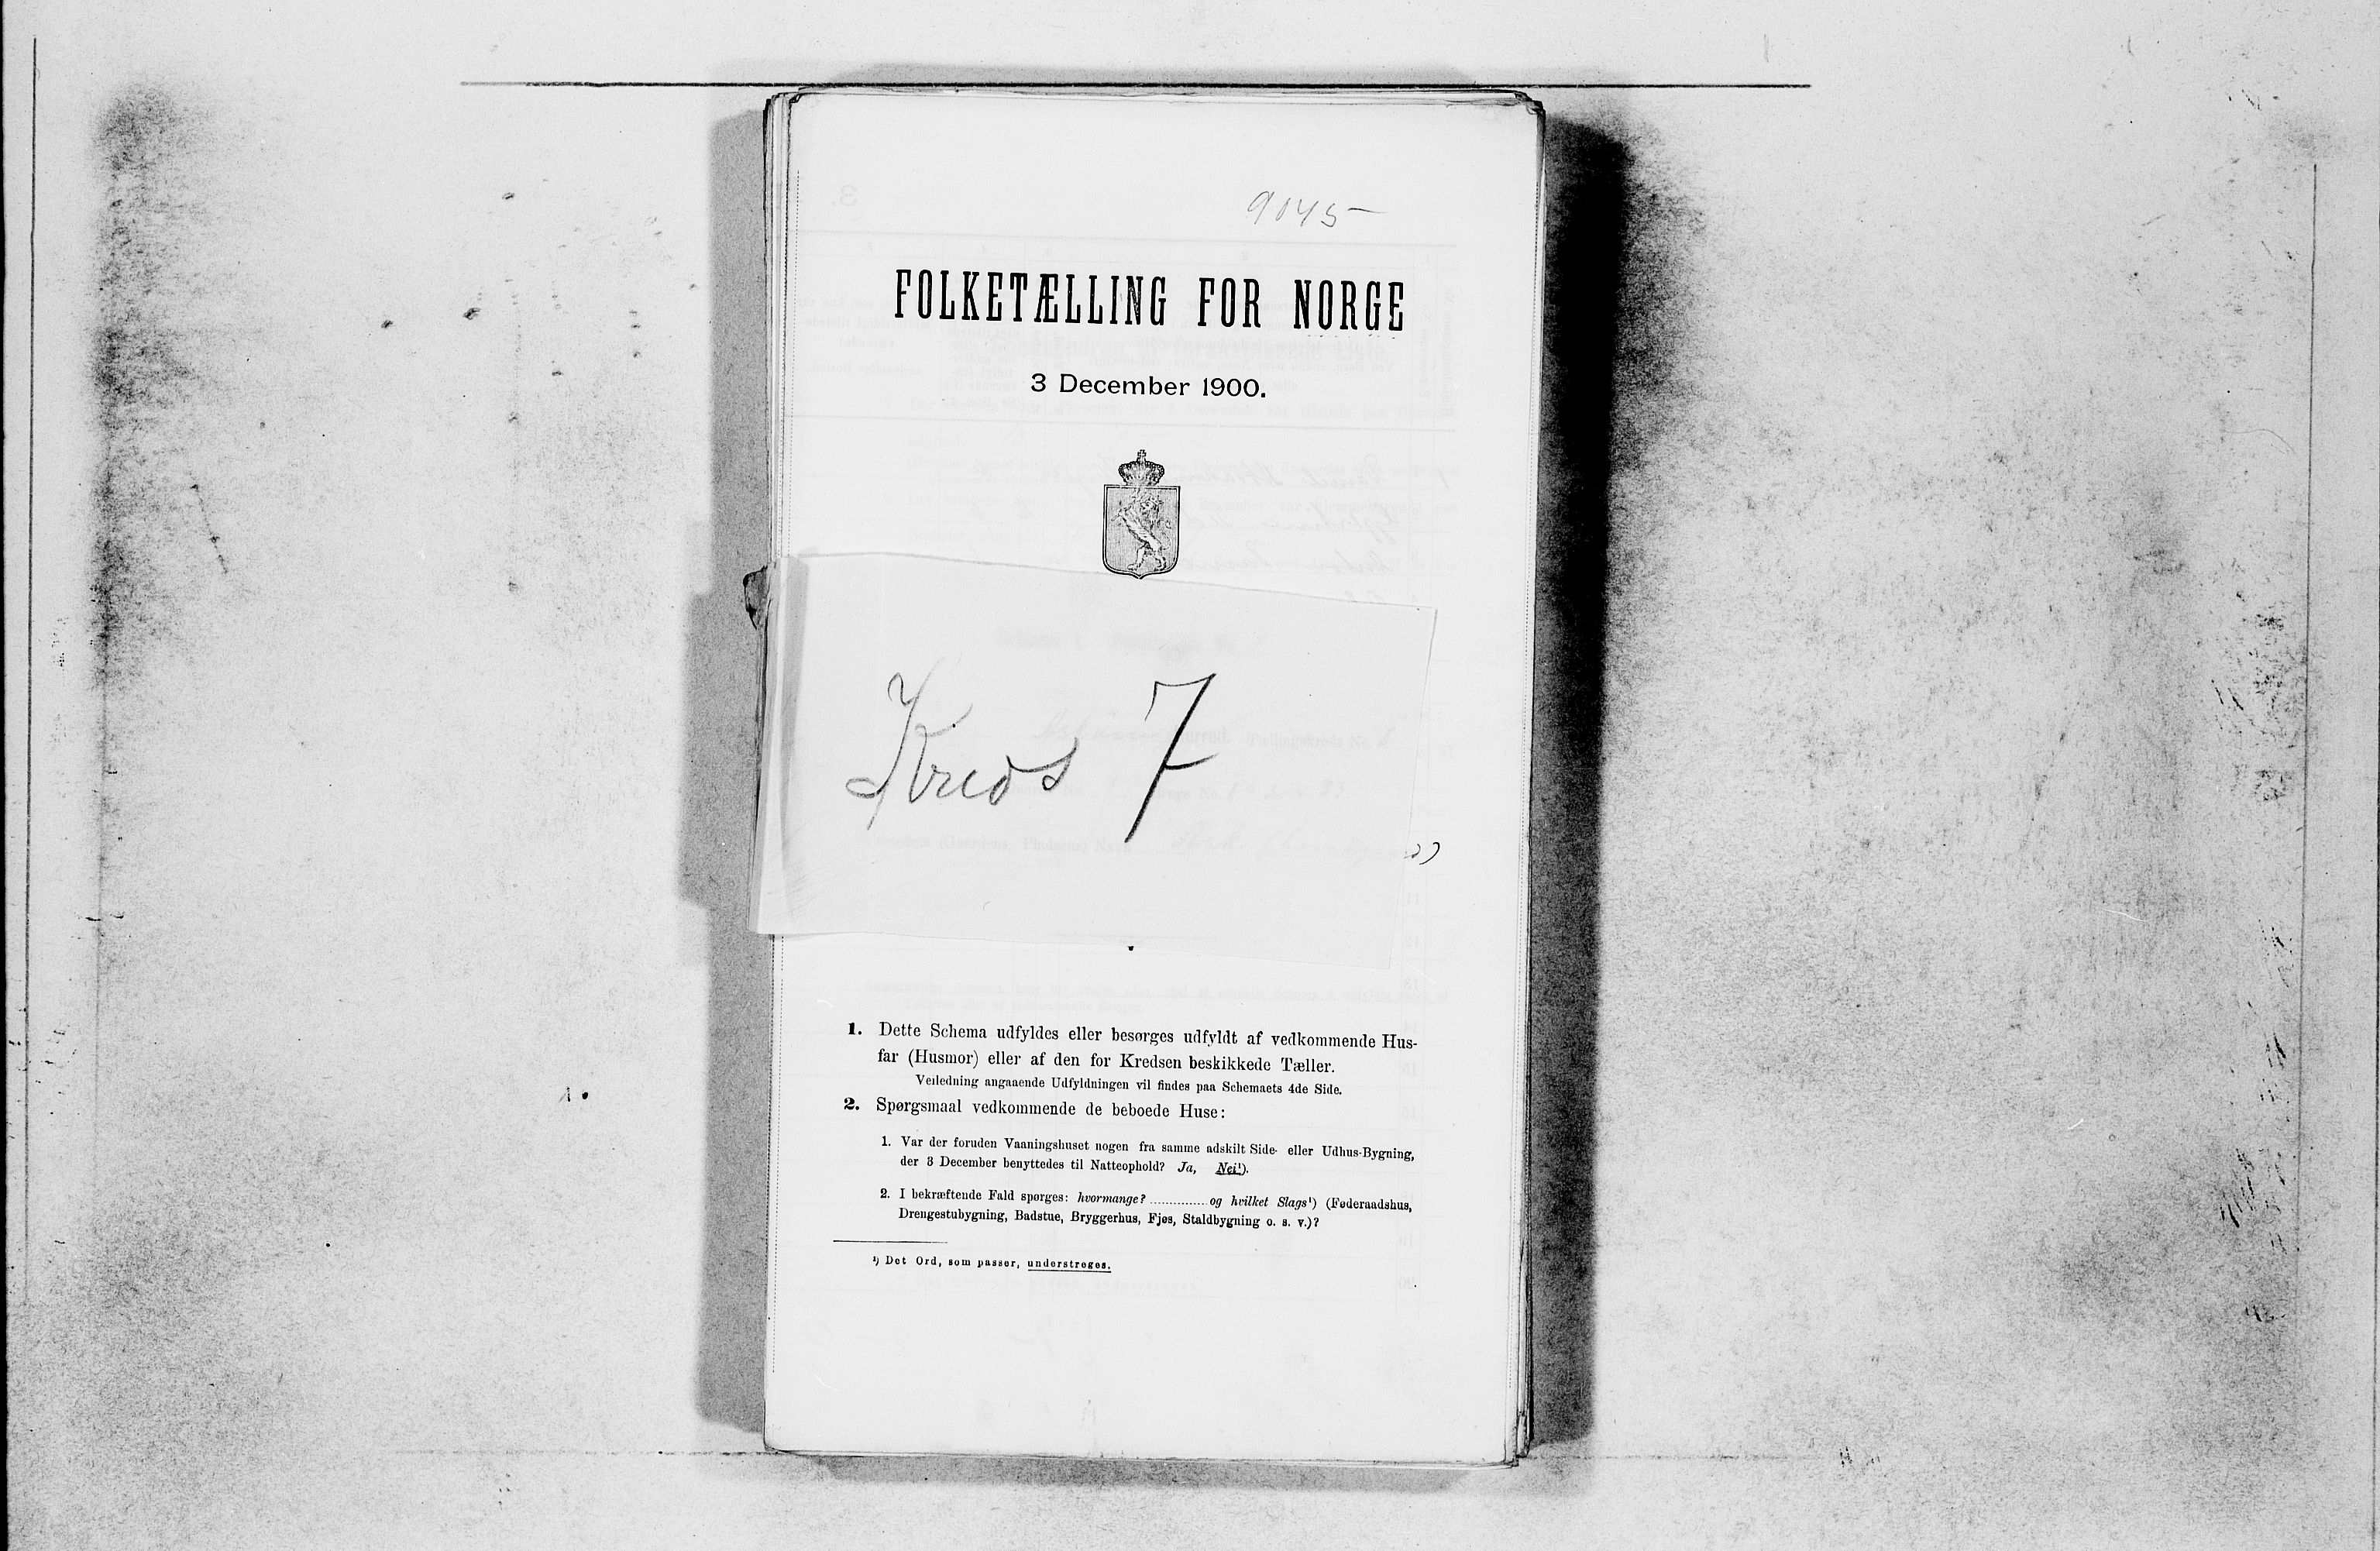 9045
FOLKETÆLLING FOR NORGE
3 December 1900.
Kreds 7
1. Dette Schema udfyldes eller besørges udfyldt af vedkommende Hus-
far (Husmor) eller af den for Kredsen beskikkede Tæller.
Veiledning angaaende Udfyldningen vil findes paa Schemaets 4de Side.
2. Spørgsmaal vedkommende de beboede Huse:
1. Var der foruden Vaaningshuset nogen fra samme adskilt Side- eller Udhus-Bygning,
der 3 December benyttedes til Natteophold? Ja, Nei¹).
2. I bekræftende Fald spørges: hvormange? .............. og hvilket Slags¹) (Føderaadshus,
Drengestubygning, Badstue, Bryggerhus, Fjøs, Staldbygning o. s. v.)?
¹) Det Ord, som passer, understreges.